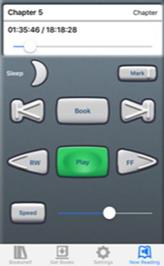 Chapter 5 Chapter
01:35:46 / 18:18:28
Sleep Mark
Book
RW Play FF
Speed
Bookshelf Get Books Settings Now Reading